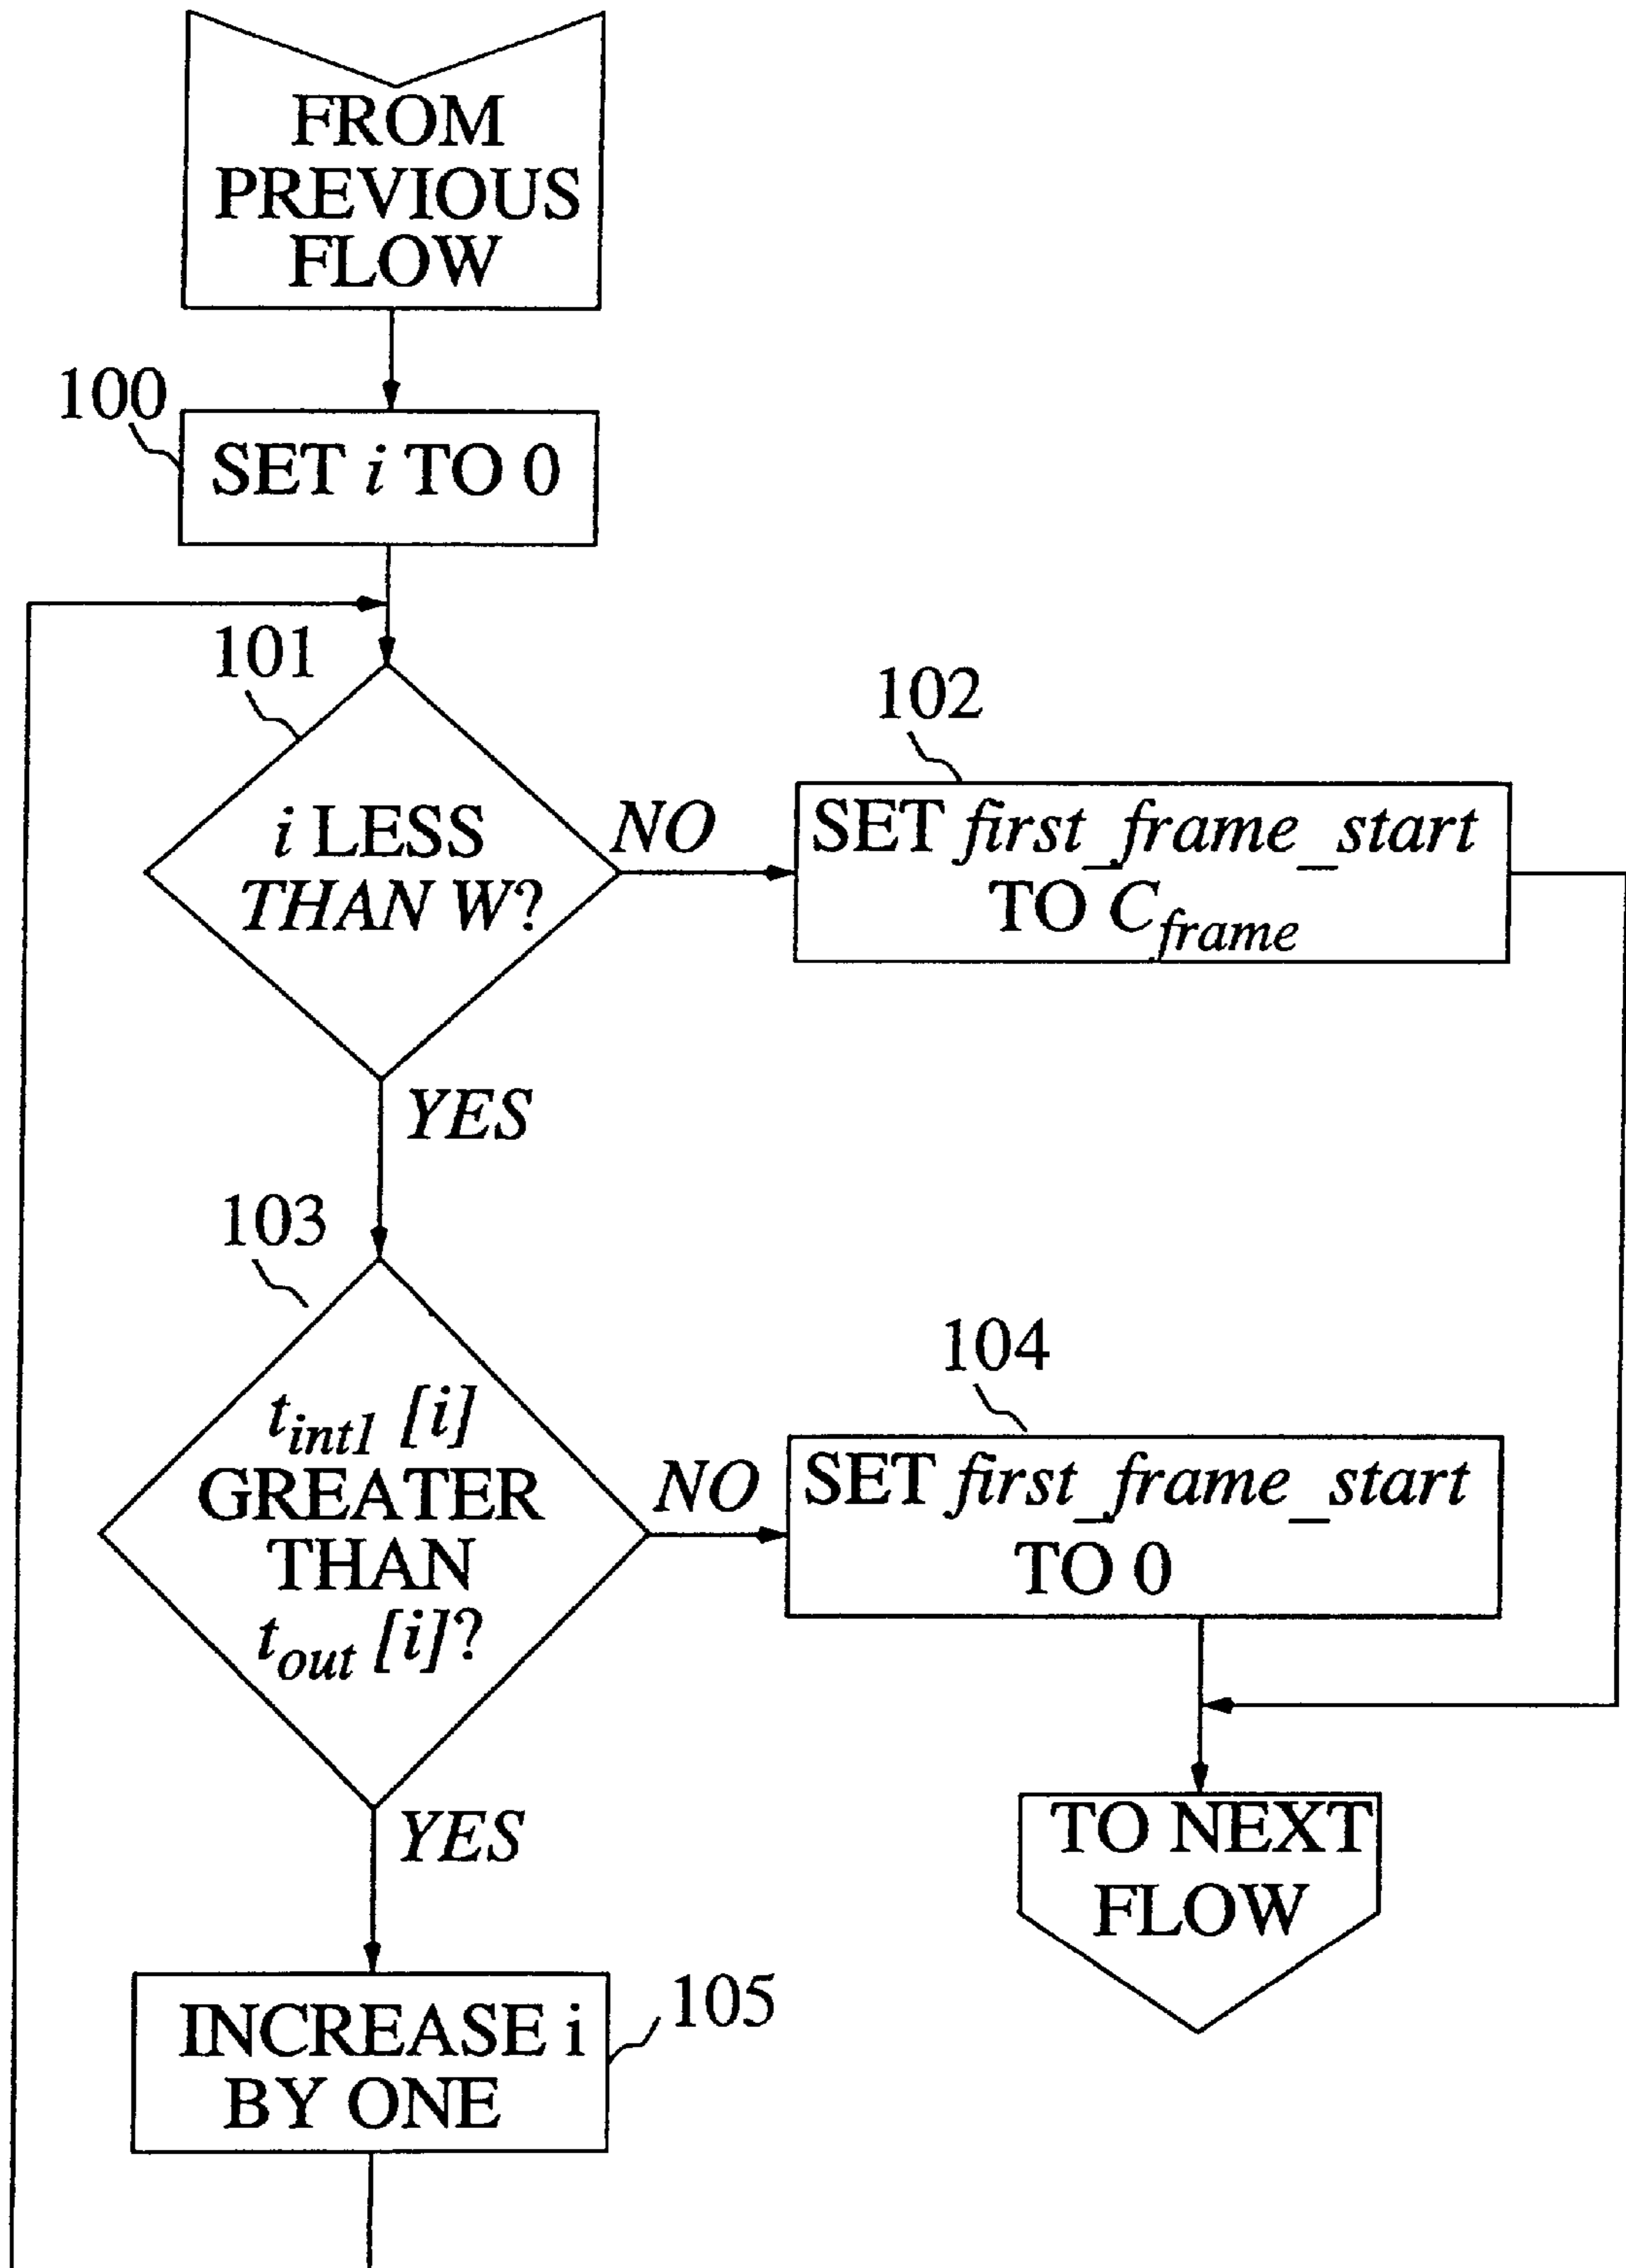 FROM
PREVIOUS
FLOW
100
SET i TO 0
101
i LESS
THAN W?
NO
102
SET first_frame_start
TO C_frame
YES
103
t_int1 [i]
GREATER
THAN
t_out [i]?
NO
104
SET first_frame_start
TO 0
YES
TO NEXT
FLOW
INCREASE i
BY ONE
105